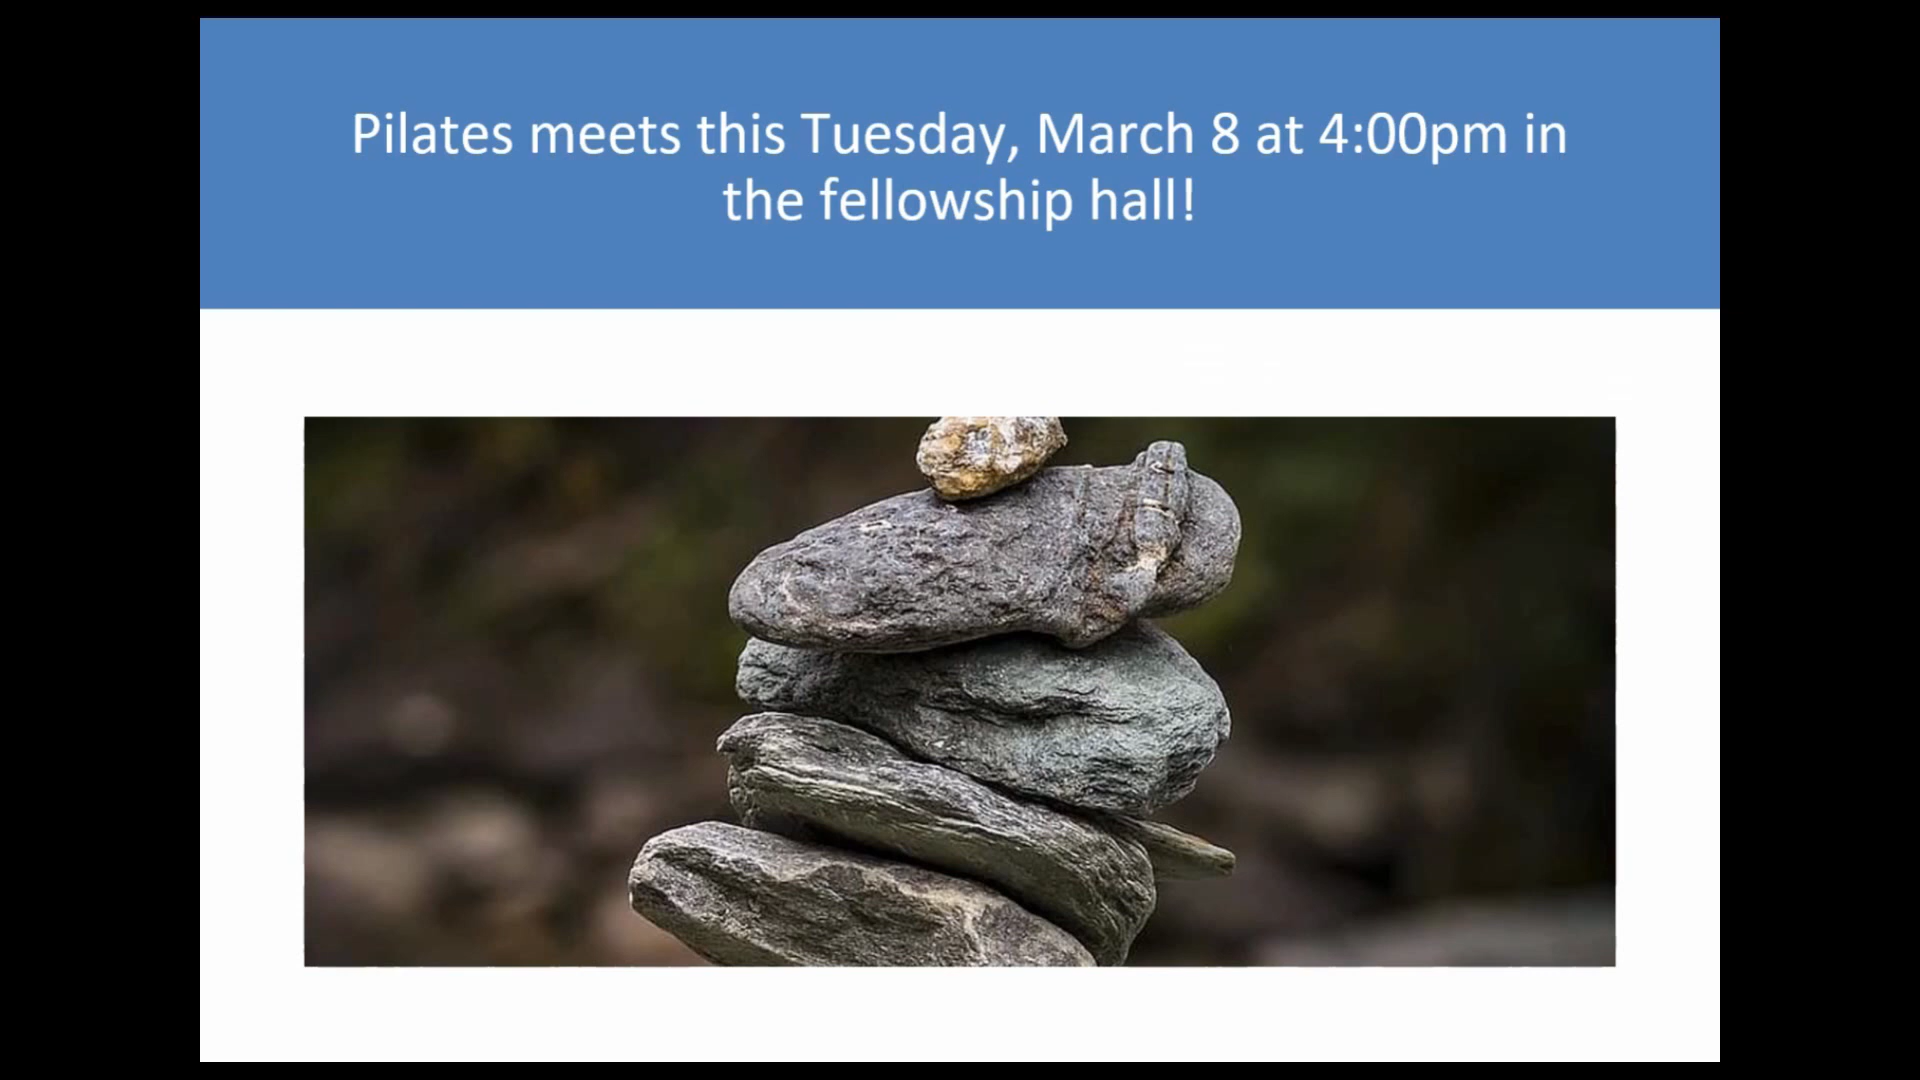 Pilates meets this Tuesday, March 8 at 4:00pm in
the fellowship hall!